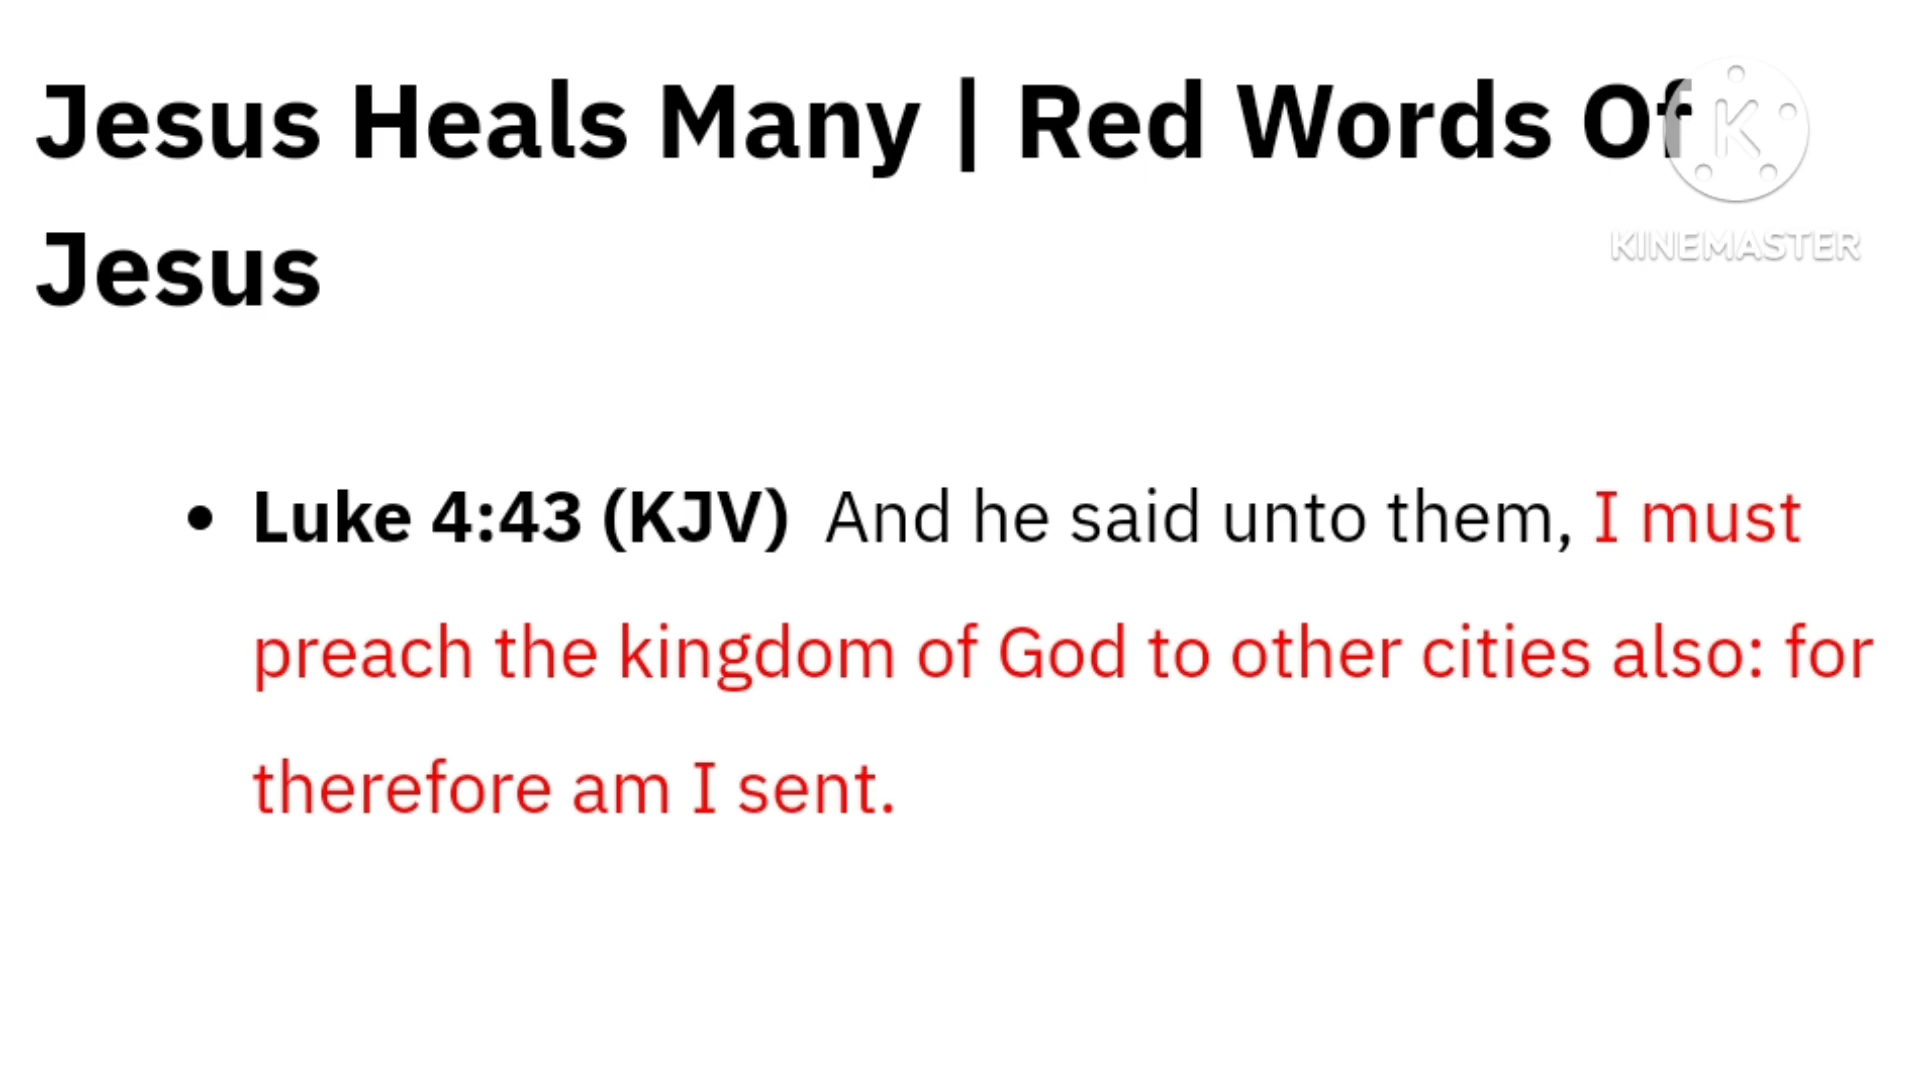 Jesus Heals Many | Red Words Of
Jesus
K
KINEMASTER
• Luke 4:43 (KJV) And he said unto them, I must
preach the kingdom of God to other cities also: for
therefore am I sent.